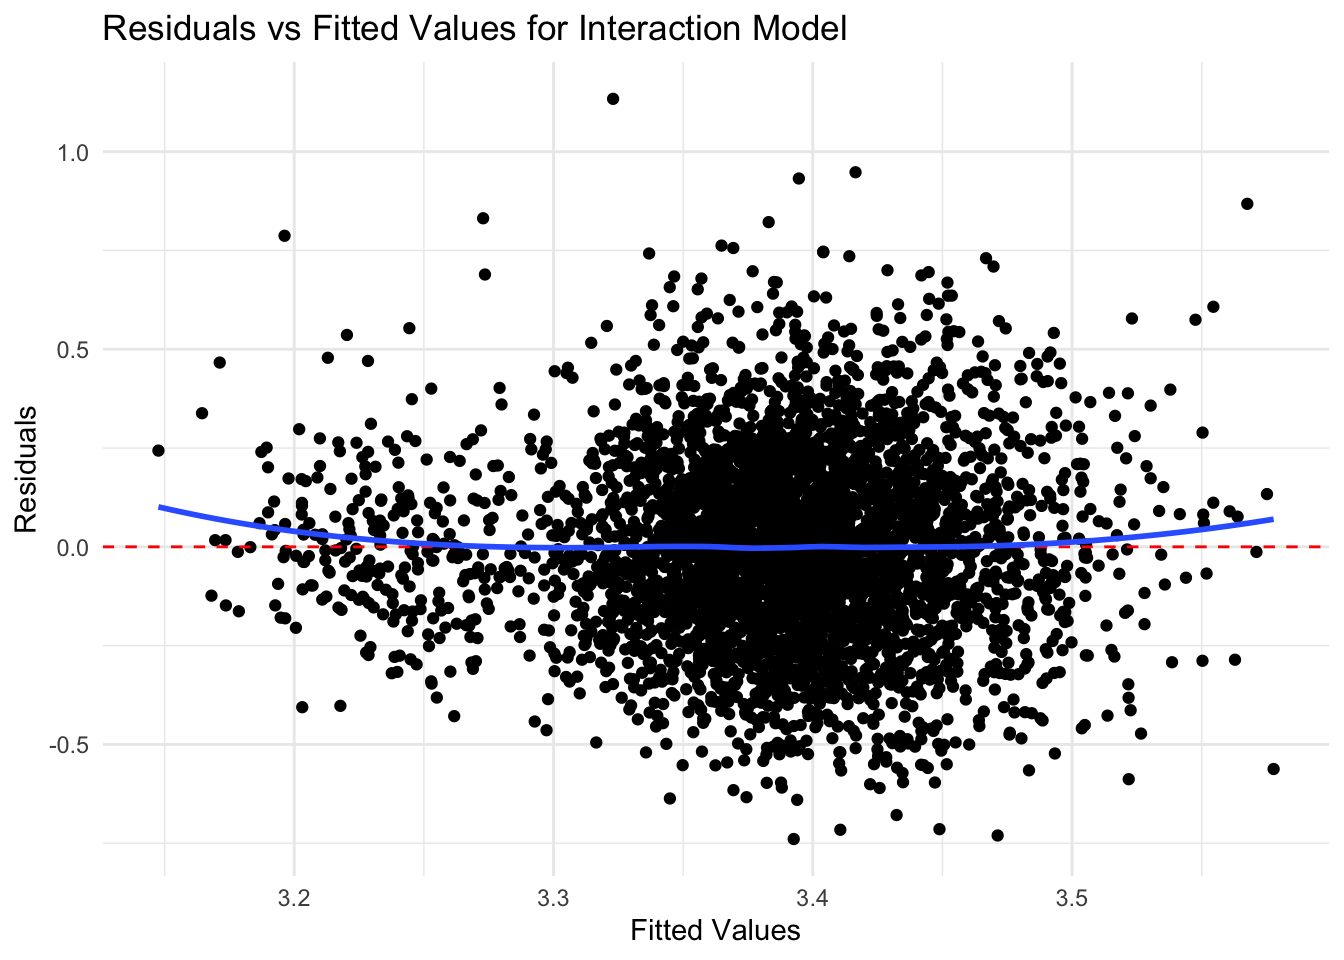 Residuals vs Fitted Values for Interaction Model
1.0
0.5
0.0
-0.5
Residuals
3.2 3.3 3.4 3.5
Fitted Values